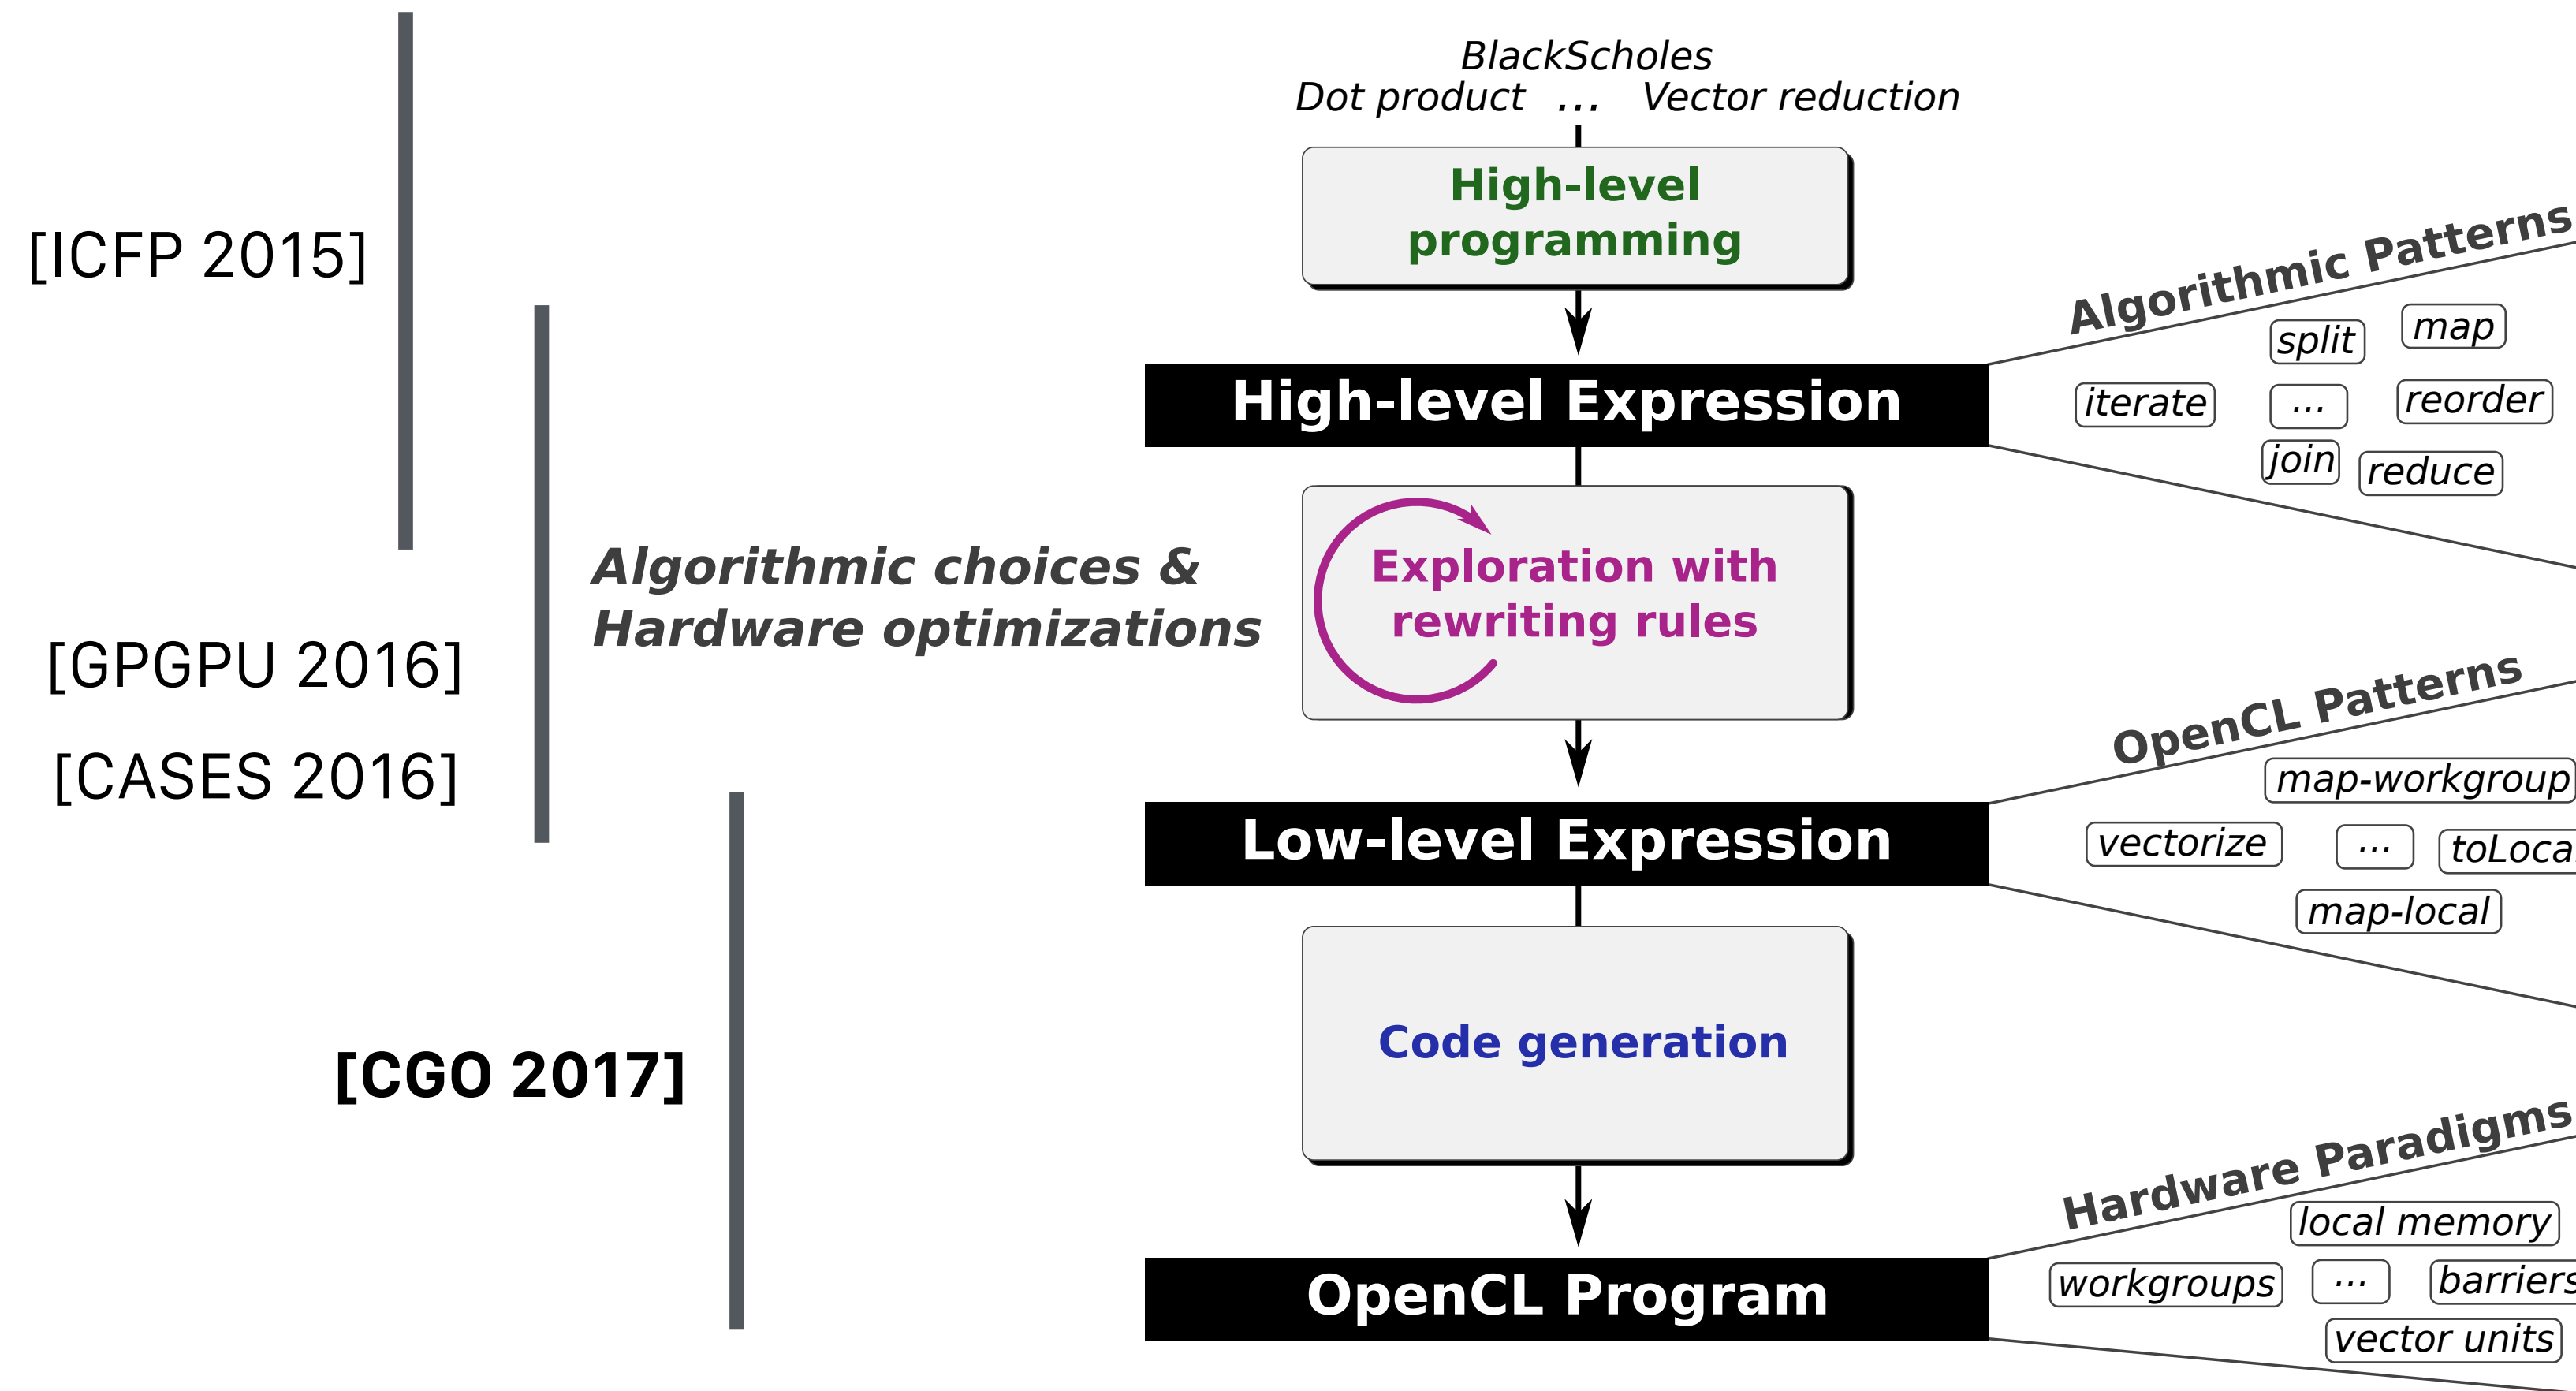 BlackScholes
Dot product ... Vector reduction
High-level
programming
[ICFP 2015]
Algorithmic Patterns
split
map
High-level Expression
iterate
...
reorder
join
reduce
Algorithmic choices &
Hardware optimizations
Exploration with
rewriting rules
[GPGPU 2016]
[CASES 2016]
OpenCL Patterns
map-workgroup
Low-level Expression
vectorize
...
toLoca
map-local
Code generation
[CGO 2017]
Hardware Paradigms
local memory
OpenCL Program
workgroups
...
barriers
vector units